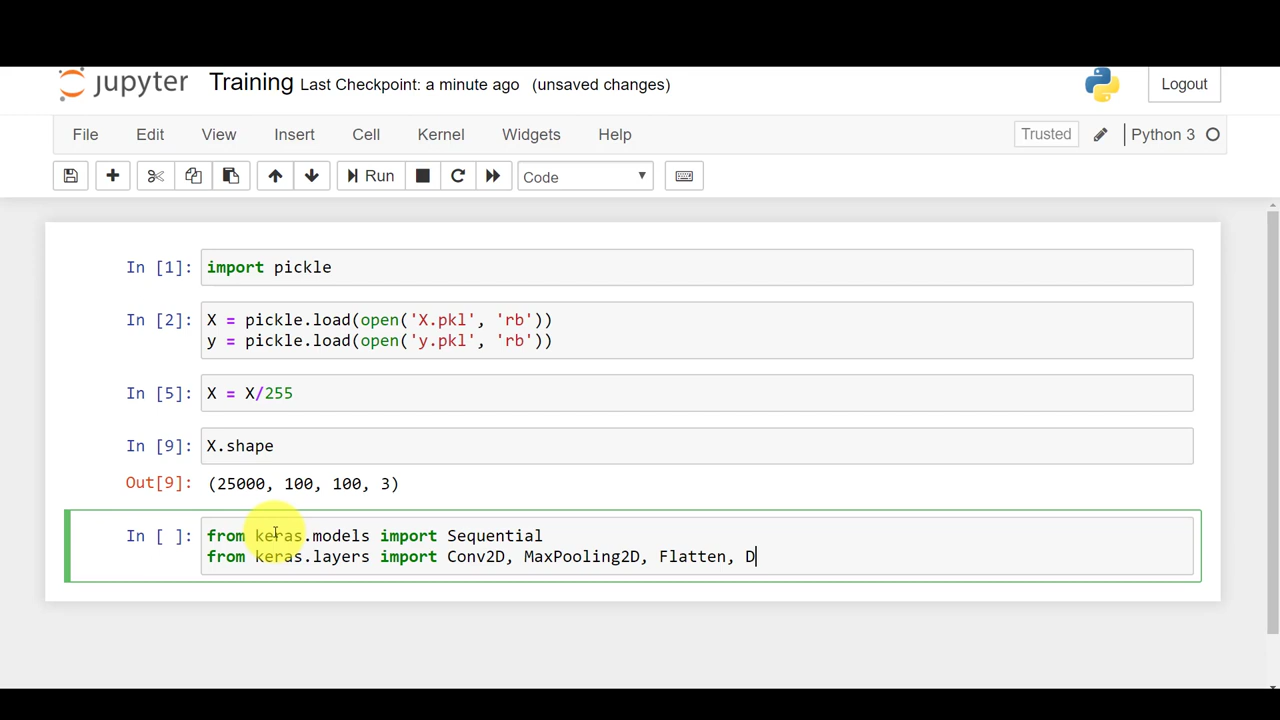 jupyter Training Last Checkpoint: a minute ago (unsaved changes) Logout
File Edit View Insert Cell Kernel Widgets Help Trusted Python 3
Run Code
In [1]: import pickle
In [2]: X = pickle.load(open('X.pkl', 'rb'))
y = pickle.load(open('y.pkl', 'rb'))
In [5]: X = X/255
In [9]: X.shape
Out[9]: (25000, 100, 100, 3)
In [ ]: from keras.models import Sequential
from keras.layers import Conv2D, MaxPooling2D, Flatten, D